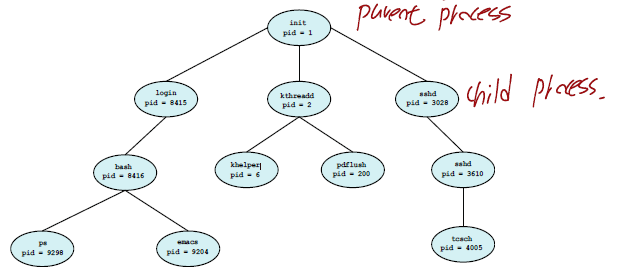 init
pid = 1
parent process
login
pid = 8415
kthreadd
pid = 2
sshd
pid = 3028
child process.
bash
pid = 8416
khelper
pid = 6
pdflush
pid = 200
sshd
pid = 3610
ps
pid = 9298
emacs
pid = 9204
tcsch
pid = 4005